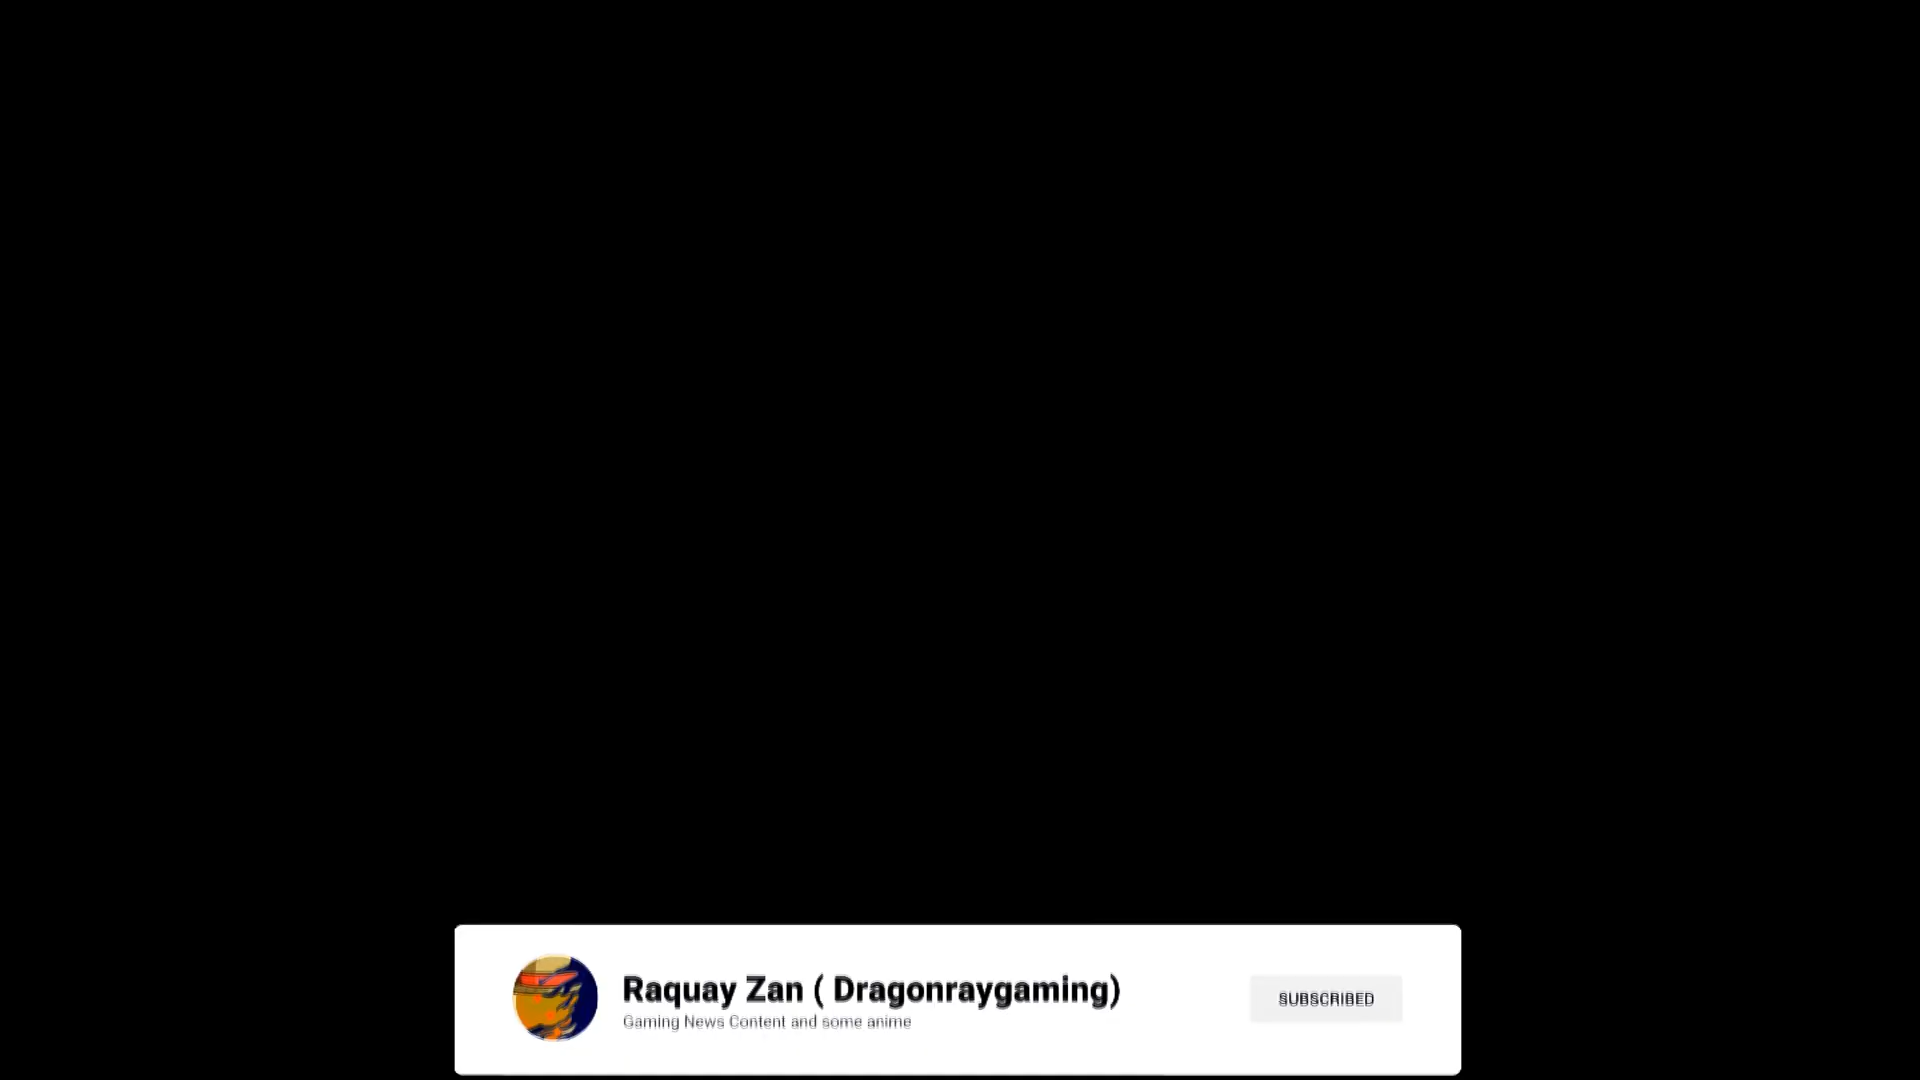 Raquay Zan ( Dragonraygaming)
Gaming News Content and some anime
SUBSCRIBED